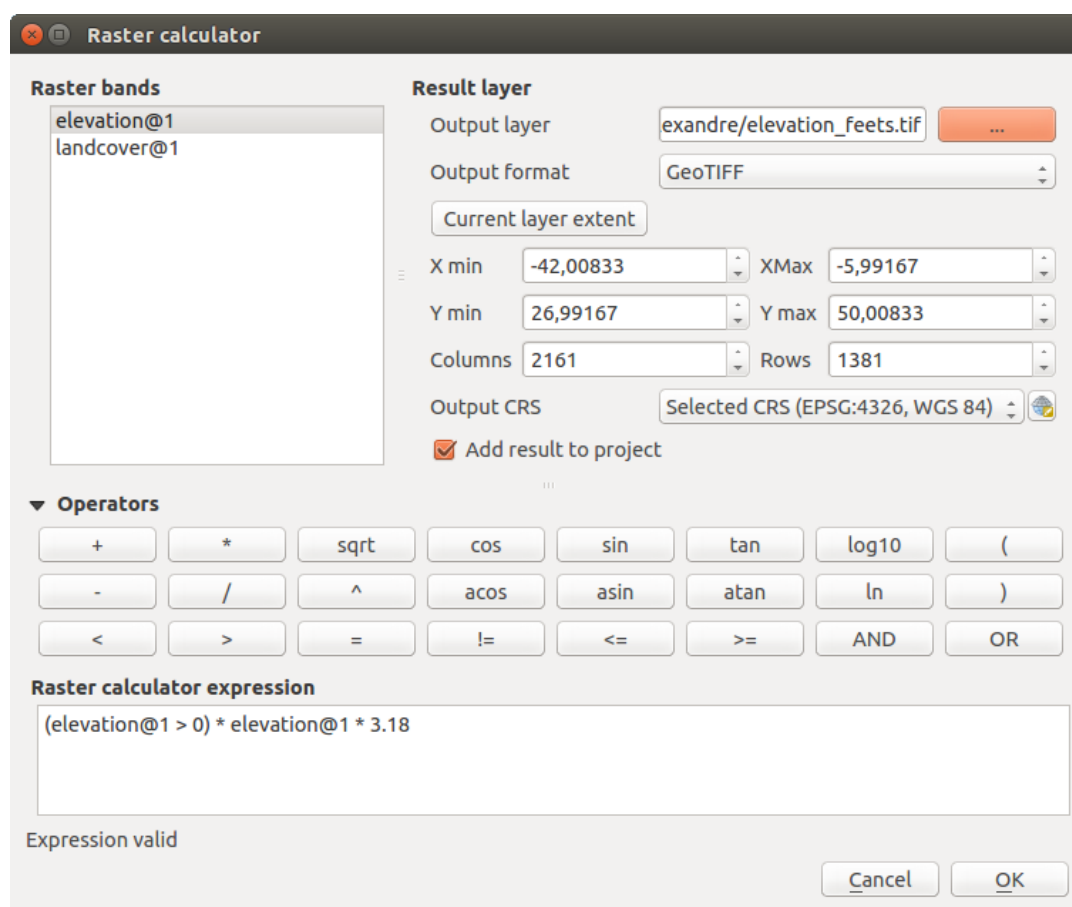 Raster calculator
Raster bands
elevation@1
landcover@1
Result layer
Output layer exandre/elevation_feets.tif ...
Output format GeoTIFF
Current layer extent
X min -42,00833 XMax -5,99167
Y min 26,99167 Y max 50,00833
Columns 2161 Rows 1381
Output CRS Selected CRS (EPSG:4326, WGS 84)
Add result to project
Operators
+ * sqrt cos sin tan log10 (
- / ^ acos asin atan ln )
< > = != <= >= AND OR
Raster calculator expression
(elevation@1 > 0) * elevation@1 * 3.18
Expression valid
Cancel OK